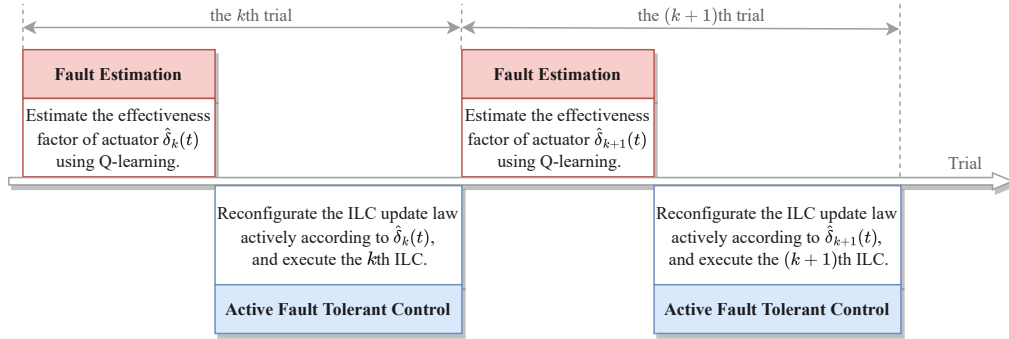 the kth trial
the (k + 1)th trial
Fault Estimation
Estimate the effectiveness
factor of actuator δ̂ₖ(t)
using Q-learning.
Fault Estimation
Estimate the effectiveness
factor of actuator δ̂ₖ₊₁(t)
using Q-learning.
Trial
Reconfigurate the ILC update law
actively according to δ̂ₖ(t),
and execute the kth ILC.
Active Fault Tolerant Control
Reconfigurate the ILC update law
actively according to δ̂ₖ₊₁(t),
and execute the (k + 1)th ILC.
Active Fault Tolerant Control